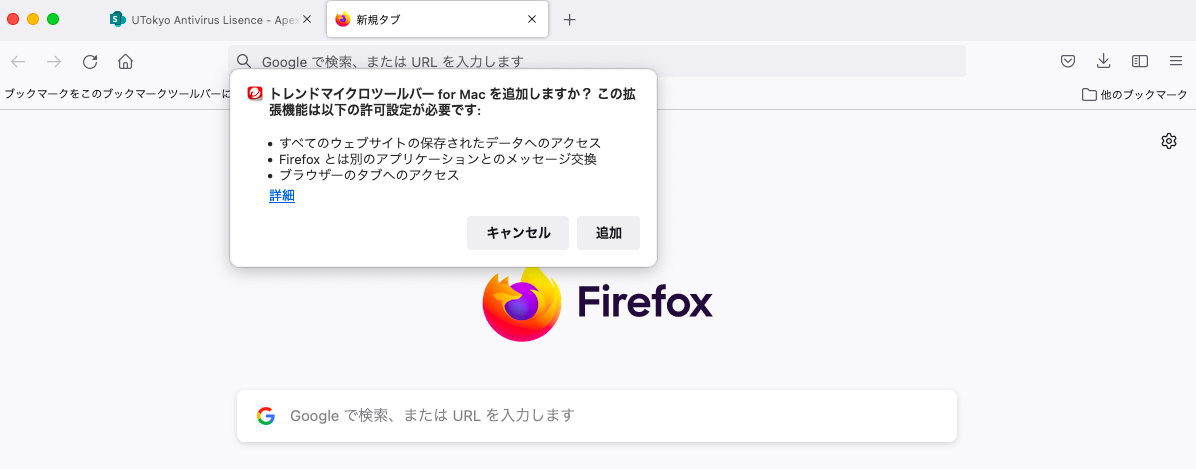 UTokyo Antivirus Lisence - Apex
新規タブ
Google で検索、または URL を入力します
ブックマークをこのブックマークツールバーに
他のブックマーク
トレンドマイクロツールバー for Mac を追加しますか？ この拡
張機能は以下の許可設定が必要です:
すべてのウェブサイトの保存されたデータへのアクセス
Firefox とは別のアプリケーションとのメッセージ交換
ブラウザーのタブへのアクセス
詳細
キャンセル
追加
Firefox
Google で検索、または URL を入力します